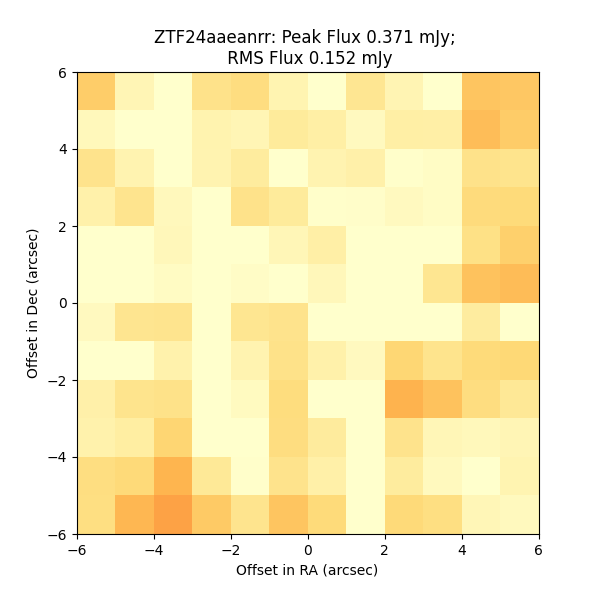 ZTF24aaeanrr: Peak Flux 0.371 mJy;
RMS Flux 0.152 mJy
6
4
2
0
−2
−4
−6
Offset in Dec (arcsec)
−6 −4 −2 0 2 4 6
Offset in RA (arcsec)